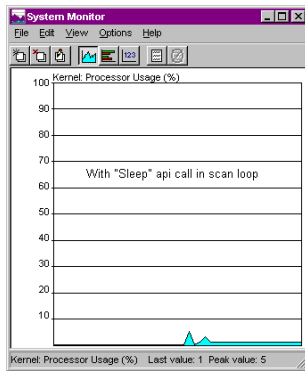 System Monitor
File Edit View Options Help
123
Kernel: Processor Usage (%)
100
90
80
70
With "Sleep" api call in scan loop
60
50
40
30
20
10
Kernel: Processor Usage (%) Last value: 1 Peak value: 5